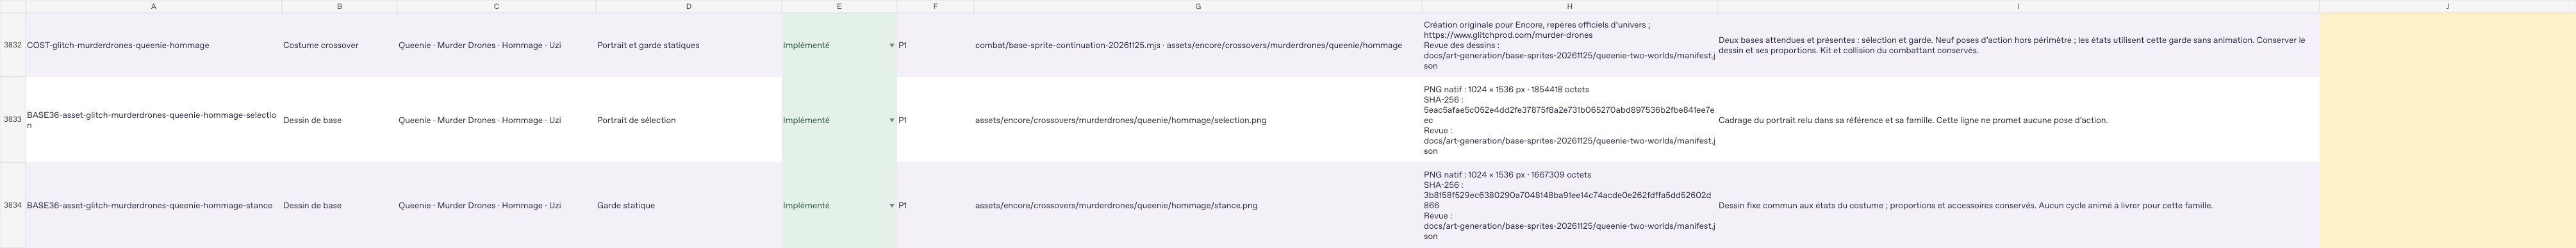 A B C D E F G H I J
3832 COST-glitch-murderdrones-queenie-hommage Costume crossover Queenie · Murder Drones · Hommage · Uzi Portrait et garde statiques Implémenté P1 combat/base-sprite-continuation-20261125.mjs · assets/encore/crossovers/murderdrones/queenie/hommage
Création originale pour Encore, repères officiels d'univers ;
https://www.glitchprod.com/murder-drones
Revue des dessins :
docs/art-generation/base-sprites-20261125/queenie-two-worlds/manifest.j
son
Deux bases attendues et présentes : sélection et garde. Neuf poses d'action hors périmètre ; les états utilisent cette garde sans animation. Conserver le
dessin et ses proportions. Kit et collision du combattant conservés.
3833 BASE36-asset-glitch-murderdrones-queenie-hommage-selectio
n
Dessin de base Queenie · Murder Drones · Hommage · Uzi Portrait de sélection Implémenté P1 assets/encore/crossovers/murderdrones/queenie/hommage/selection.png
PNG natif : 1024 × 1536 px · 1854418 octets
SHA-256 :
5eac5afae5c052e4dd2fe37875f8a2e731b065270abd897536b2fbe841ee7e
ec
Revue :
docs/art-generation/base-sprites-20261125/queenie-two-worlds/manifest.j
son
Cadrage du portrait relu dans sa référence et sa famille. Cette ligne ne promet aucune pose d'action.
3834 BASE36-asset-glitch-murderdrones-queenie-hommage-stance Dessin de base Queenie · Murder Drones · Hommage · Uzi Garde statique Implémenté P1 assets/encore/crossovers/murderdrones/queenie/hommage/stance.png
PNG natif : 1024 × 1536 px · 1667309 octets
SHA-256 :
3b8158f529ec6380290a7048148ba91ee14c74acde0e262fdffa5dd52602d
866
Revue :
docs/art-generation/base-sprites-20261125/queenie-two-worlds/manifest.j
son
Dessin fixe commun aux états du costume ; proportions et accessoires conservés. Aucun cycle animé à livrer pour cette famille.